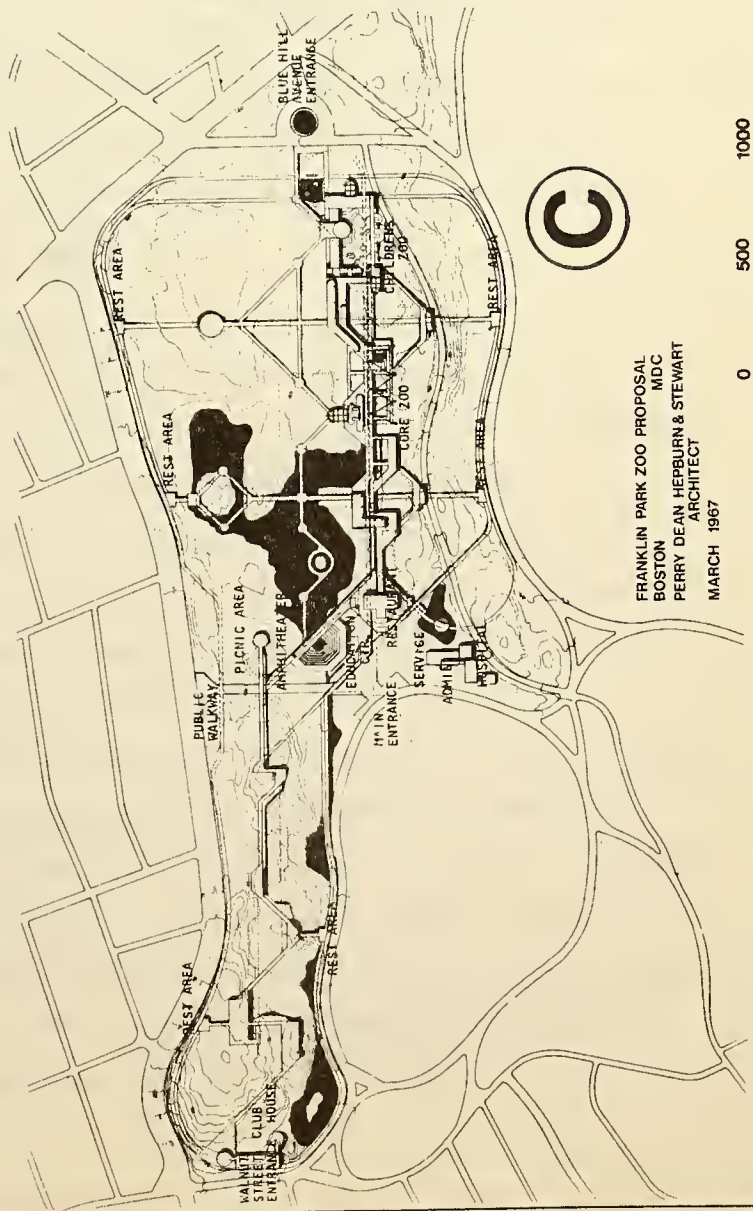 BLUE HILL
AVENUE
ENTRANCE
REST AREA
REST AREA
PUBLIC
WALKWAY
PICNIC AREA
AMPHITHEATER
EDUCATION
CTR.
RESTAURANT
CORE ZOO
CHILDRENS
ZOO
REST AREA
REST AREA
MAIN
ENTRANCE
SERVICE
ADMIN
HOSPITAL
REST AREA
REST AREA
CLUB
HOUSE
WALNUT
STREET
ENTRANCE
C
FRANKLIN PARK ZOO PROPOSAL
BOSTON MDC
PERRY DEAN HEPBURN & STEWART
ARCHITECT
MARCH 1967
0 500 1000